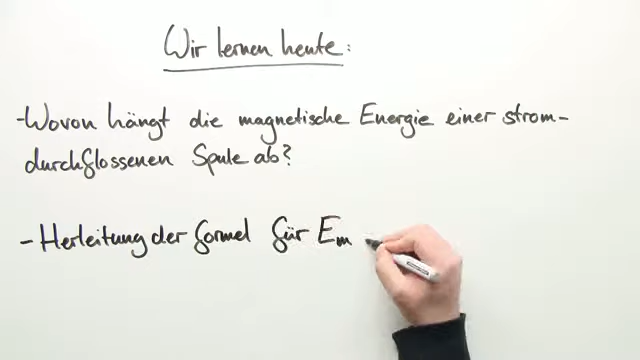 Wir lernen heute:
-Wovon hängt die magnetische Energie einer strom-
durchflossenen Spule ab?
- Herleitung der Formel für Em